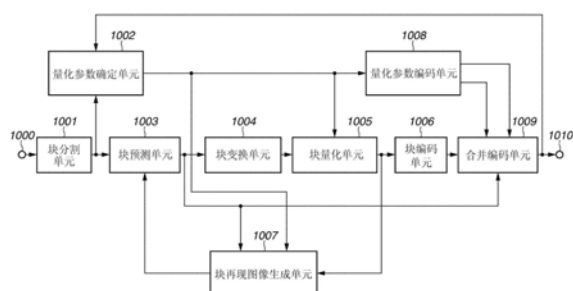 1002
量化参数确定单元
1008
量化参数编码单元
1000
1001
块分割
单元
1003
块预测单元
1004
块变换单元
1005
块量化单元
1006
块编码
单元
1009
合并编码单元
1010
1007
块再现图像生成单元